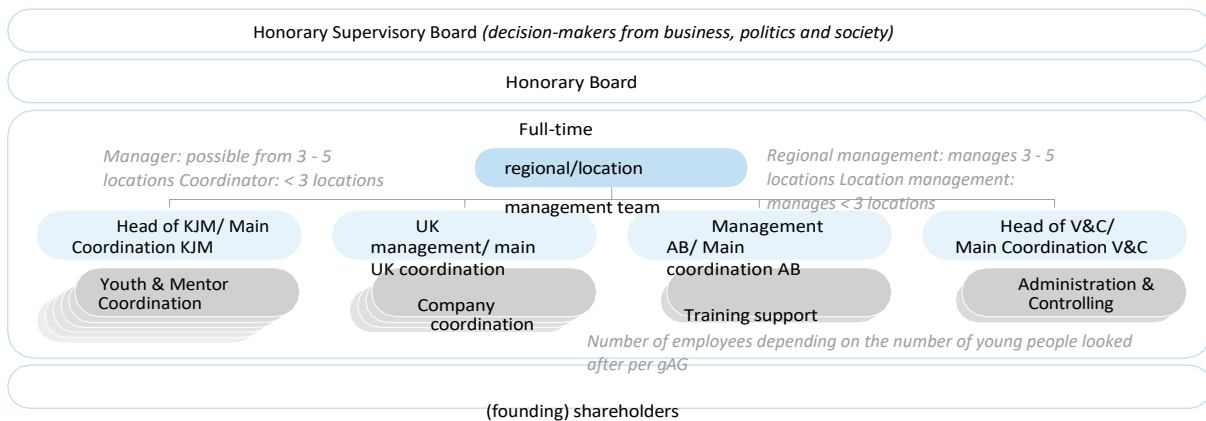 Honorary Supervisory Board (decision-makers from business, politics and society)
Honorary Board
Full-time
regional/location
management team
Manager: possible from 3 - 5
locations Coordinator: < 3 locations
Regional management: manages 3 - 5
locations Location management:
manages < 3 locations
Head of KJM/ Main
Coordination KJM
UK
management/ main
UK coordination
Management
AB/ Main
coordination AB
Head of V&C/
Main Coordination V&C
Youth & Mentor
Coordination
Company
coordination
Training support
Administration &
Controlling
Number of employees depending on the number of young people looked
after per gAG
(founding) shareholders